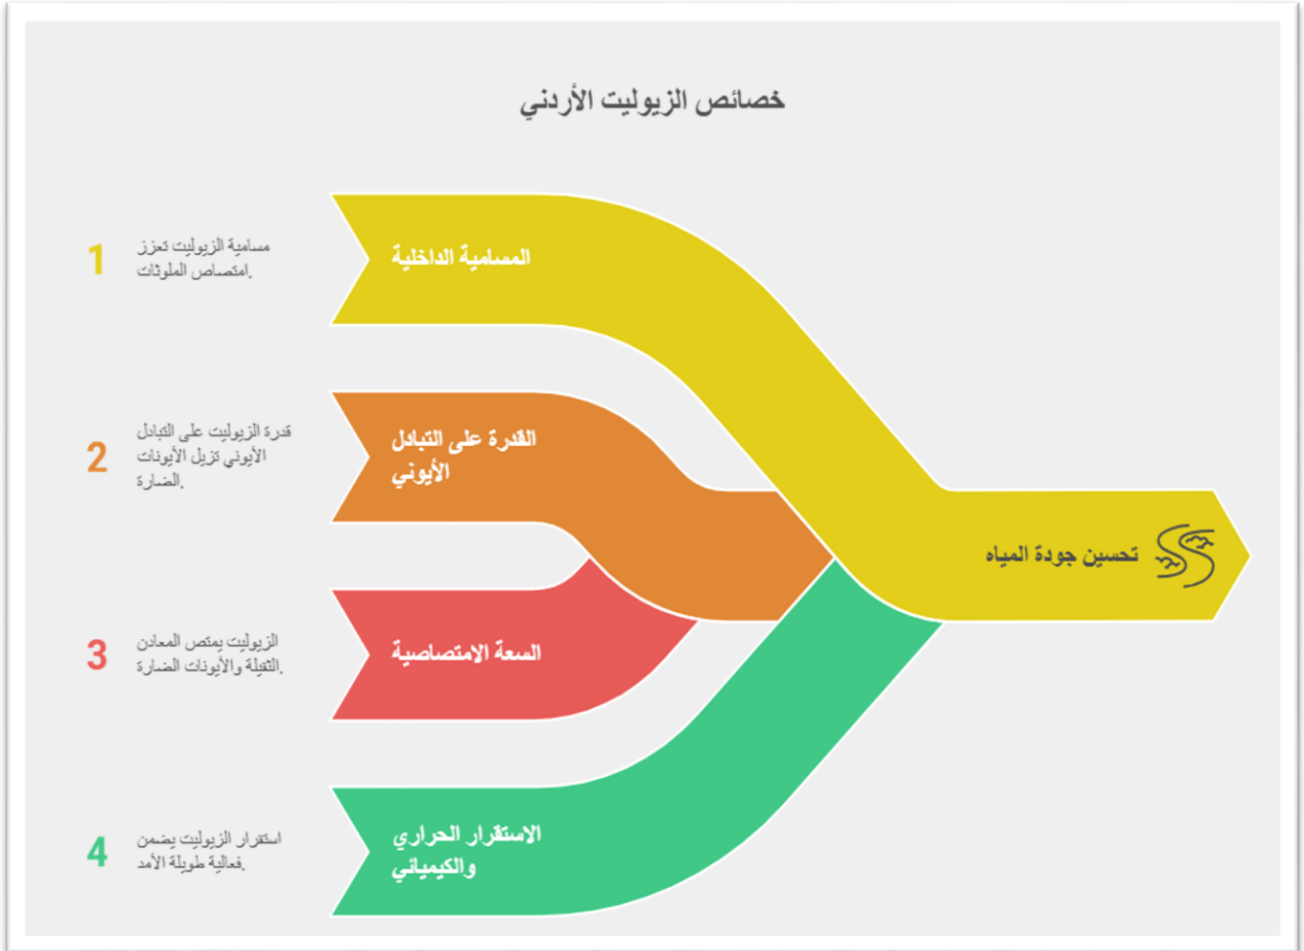 خصائص الزيوليت الأردني
1
مسامية الزيوليت تعزز
امتصاص الملوثات.
المسامية الداخلية
2
قدرة الزيوليت على التبادل
الأيوني تزيل الأيونات
الضارة.
القدرة على التبادل
الأيوني
3
الزيوليت يمتص المعادن
الثقيلة والأيونات الضارة.
السعة الامتصاصية
4
استقرار الزيوليت يضمن
فعالية طويلة الأمد.
الاستقرار الحراري
والكيميائي
تحسين جودة المياه